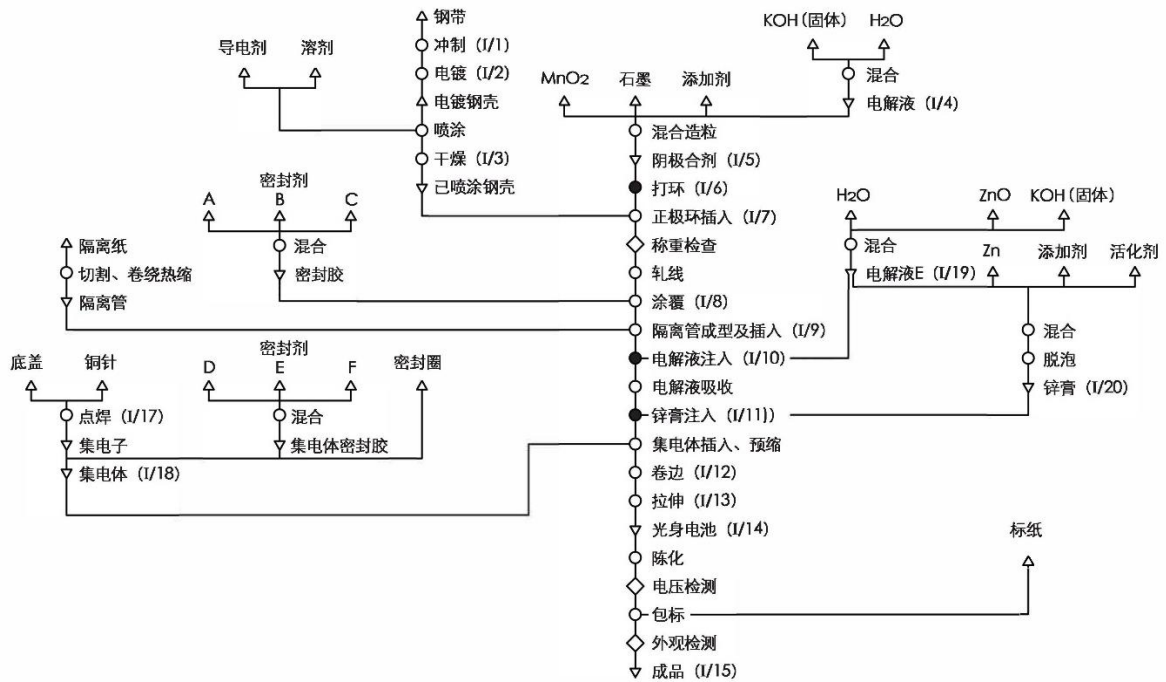 钢带
冲制 (I/1)
电镀 (I/2)
电镀钢壳
喷涂
干燥 (I/3)
已喷涂钢壳
导电剂 溶剂
KOH (固体) H2O
混合
电解液 (I/4)
MnO2 石墨 添加剂
混合造粒
阴极合剂 (I/5)
打环 (I/6)
正极环插入 (I/7)
称重检查
轧线
涂覆 (I/8)
隔离管成型及插入 (I/9)
电解液注入 (I/10)
电解液吸收
锌膏注入 (I/11))
集电体插入、预缩
卷边 (I/12)
拉伸 (I/13)
光身电池 (I/14)
陈化
电压检测
包标
外观检测
成品 (I/15)
密封剂
A B C
混合
密封胶
隔离纸
切割、卷绕热缩
隔离管
底盖 铜针
点焊 (I/17)
集电子
集电体 (I/18)
密封剂
D E F
混合
集电体密封胶
密封圈
H2O ZnO KOH (固体)
混合
电解液E (I/19)
Zn 添加剂 活化剂
混合
脱泡
锌膏 (I/20)
标纸